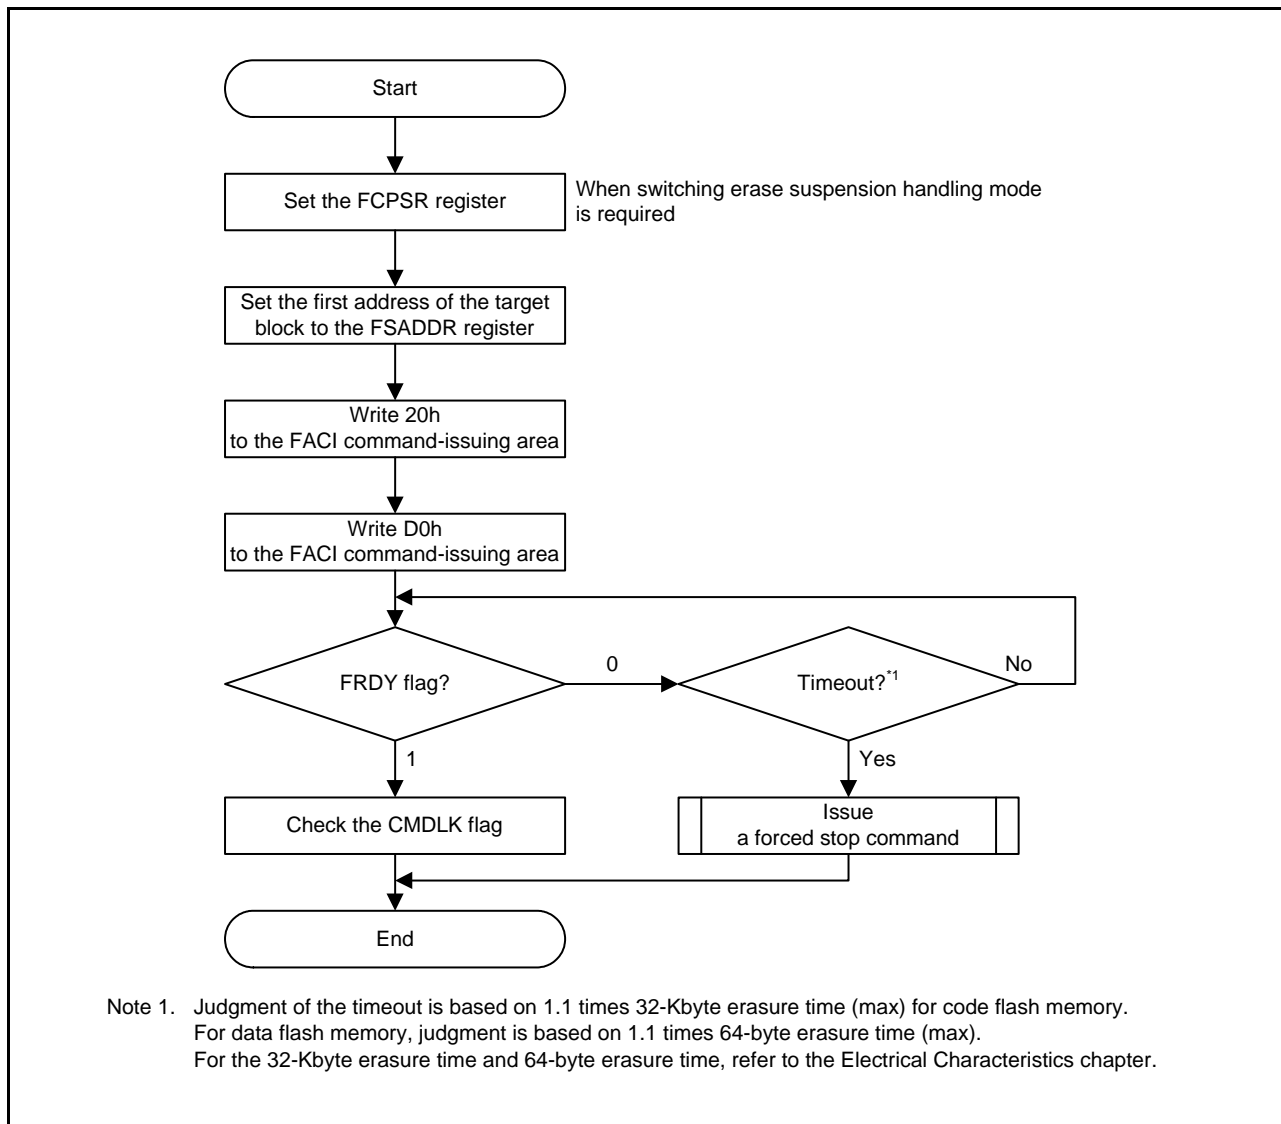 Start
Set the FCPSR register
When switching erase suspension handling mode
is required
Set the first address of the target
block to the FSADDR register
Write 20h
to the FACI command-issuing area
Write D0h
to the FACI command-issuing area
FRDY flag?
0
Timeout?*1
No
1
Yes
Check the CMDLK flag
Issue
a forced stop command
End
Note 1. Judgment of the timeout is based on 1.1 times 32-Kbyte erasure time (max) for code flash memory.
For data flash memory, judgment is based on 1.1 times 64-byte erasure time (max).
For the 32-Kbyte erasure time and 64-byte erasure time, refer to the Electrical Characteristics chapter.